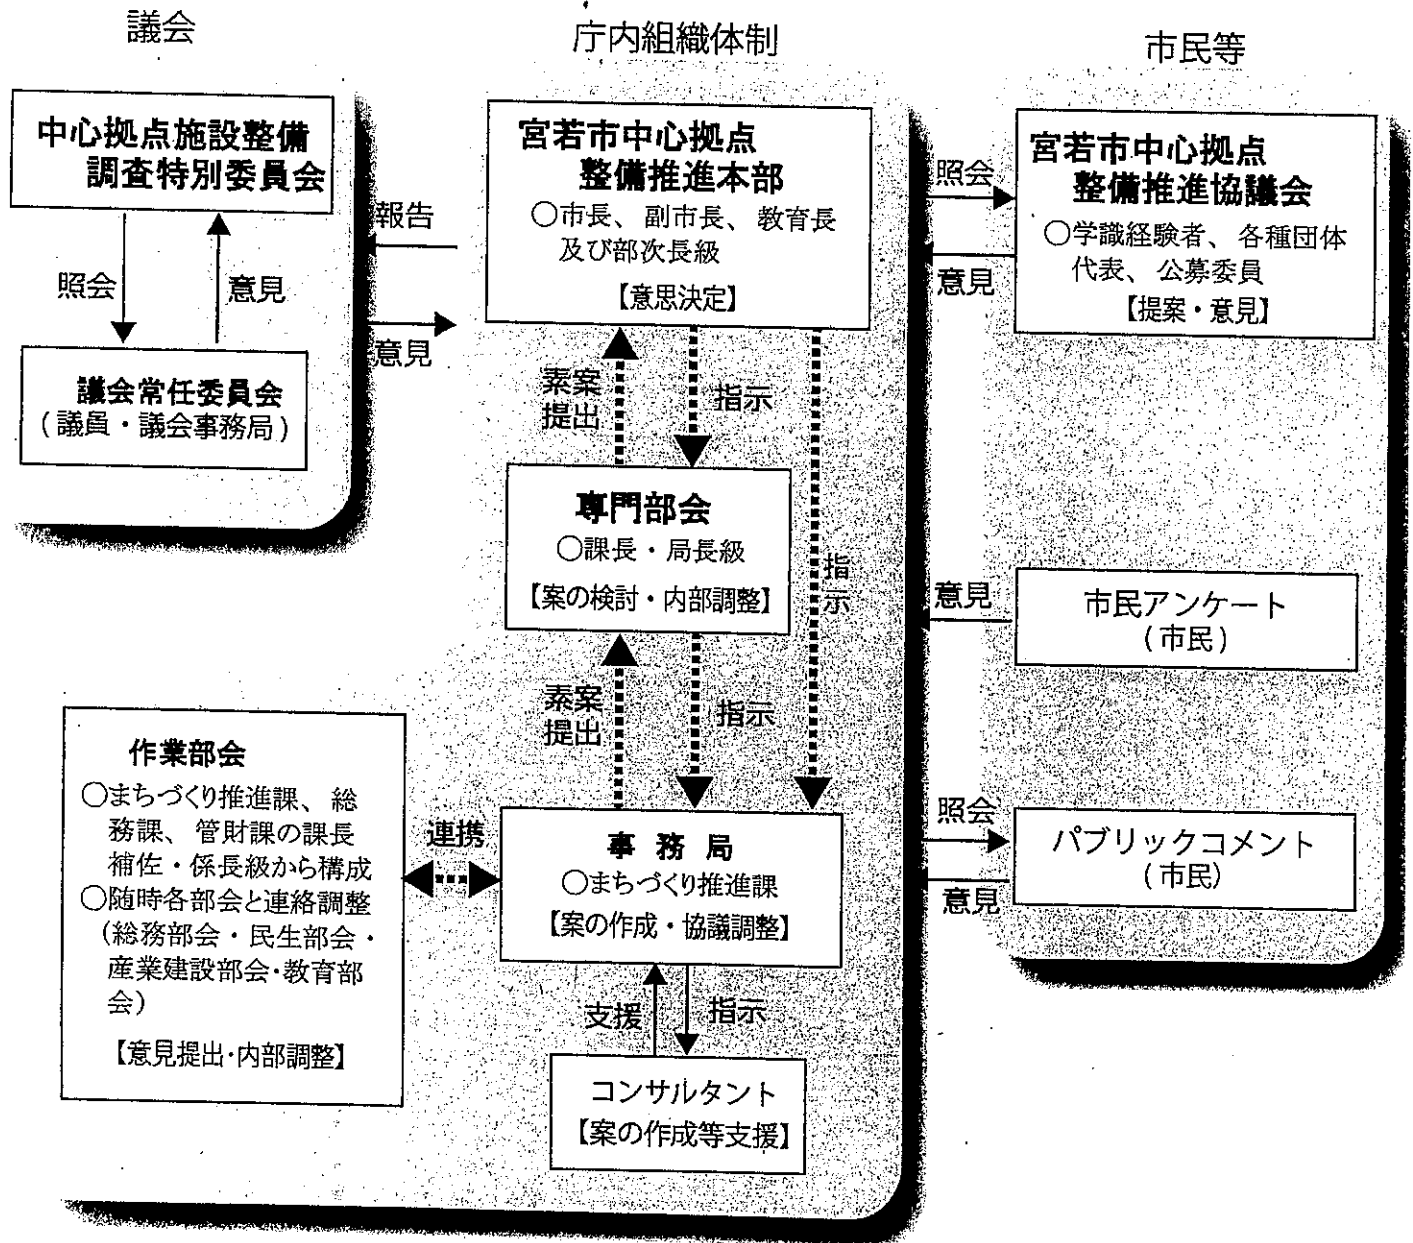 議会
中心拠点施設整備
調査特別委員会
照会
意見
議会常任委員会
(議員・議会事務局)
報告
意見
庁内組織体制
宮若市中心拠点
整備推進本部
○市長、副市長、教育長
及び部次長級
【意思決定】
素案
提出
指示
指
示
専門部会
○課長・局長級
【案の検討・内部調整】
素案
提出
指示
作業部会
○まちづくり推進課、総
務課、管財課の課長
補佐・係長級から構成
○随時各部会と連絡調整
(総務部会・民生部会・
産業建設部会・教育部
会)
【意見提出・内部調整】
連携
事務局
○まちづくり推進課
【案の作成・協議調整】
支援
指示
コンサルタント
【案の作成等支援】
市民等
照会
意見
宮若市中心拠点
整備推進協議会
○学識経験者、各種団体
代表、公募委員
【提案・意見】
意見
市民アンケート
(市民)
照会
意見
パブリックコメント
(市民)